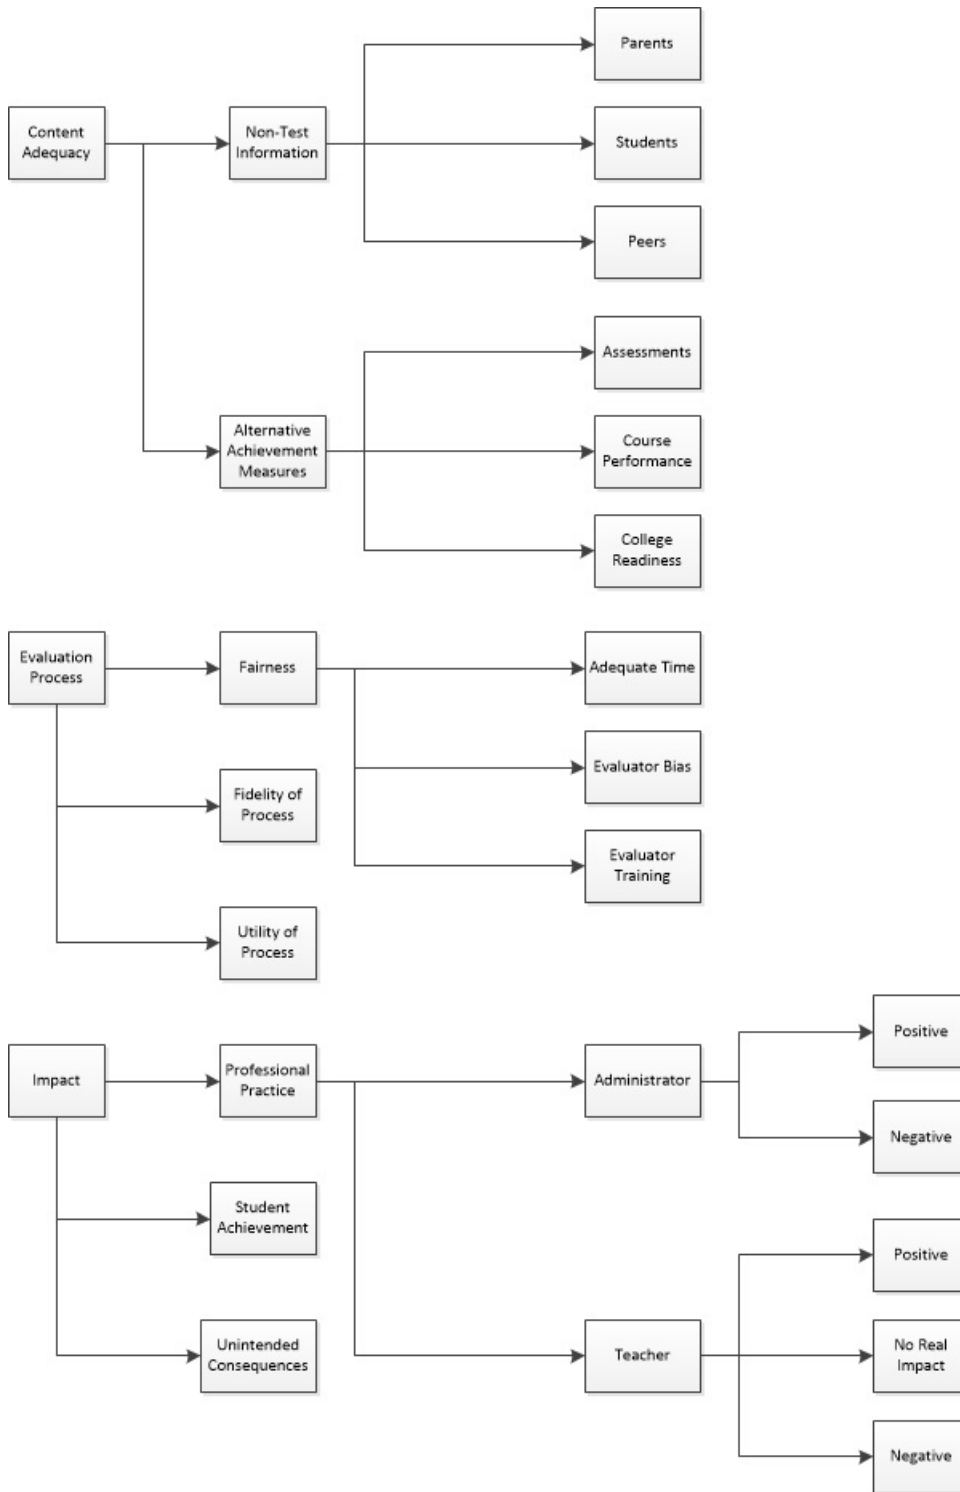 Parents
Content
Adequacy
Non-Test
Information
Students
Peers
Assessments
Alternative
Achievement
Measures
Course
Performance
College
Readiness
Evaluation
Process
Fairness
Adequate Time
Evaluator Bias
Fidelity of
Process
Evaluator
Training
Utility of
Process
Positive
Impact
Professional
Practice
Administrator
Negative
Student
Achievement
Positive
Unintended
Consequences
Teacher
No Real
Impact
Negative